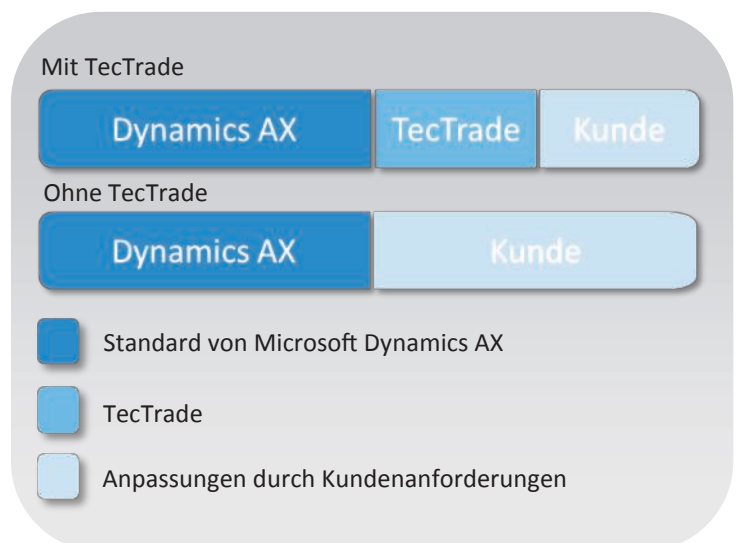 Mit TecTrade
Dynamics AX TecTrade Kunde
Ohne TecTrade
Dynamics AX Kunde
Standard von Microsoft Dynamics AX
TecTrade
Anpassungen durch Kundenanforderungen